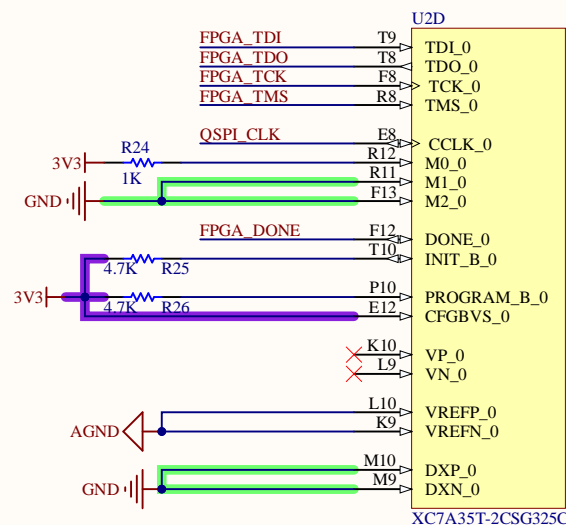 U2D
FPGA_TDI T9 TDI_0
FPGA_TDO T8 TDO_0
FPGA_TCK F8 TCK_0
FPGA_TMS R8 TMS_0
QSPI_CLK E8 CCLK_0
R24
3V3 R12 M0_0
1K
R11 M1_0
GND F13 M2_0
FPGA_DONE F12 DONE_0
T10 INIT_B_0
4.7K R25
3V3 P10 PROGRAM_B_0
4.7K R26
E12 CFGBVS_0
K10 VP_0
L9 VN_0
L10 VREFP_0
AGND K9 VREFN_0
M10 DXP_0
GND M9 DXN_0
XC7A35T-2CSG325C